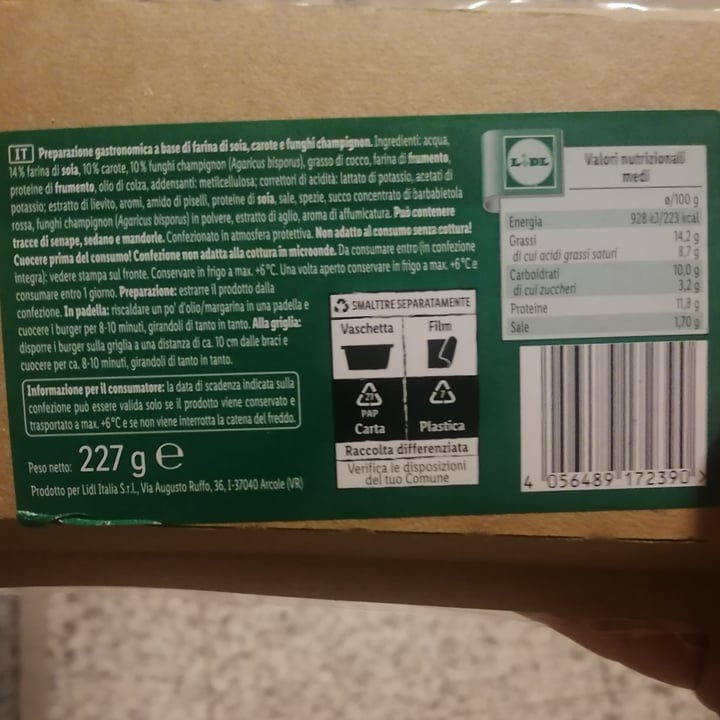 IT Preparazione gastronomica a base di farina di soia, carote e funghi champignon. Ingredienti: acqua,
14% farina di soia, 10% carote, 10% funghi champignon (Agaricus bisporus), grasso di cocco, farina di frumento,
proteine di frumento, olio di colza, addensanti: metilcellulosa; correttori di acidità: lattato di potassio, acetati di
potassio; estratto di lievito, aromi, amido di piselli, proteine di soia, sale, spezie, succo concentrato di barbabietola
rossa, funghi champignon (Agaricus bisporus) in polvere, estratto di aglio, aroma di affumicatura. Può contenere
tracce di senape, sedano e mandorle. Confezionato in atmosfera protettiva. Non adatto al consumo senza cottura!
Cuocere prima del consumo! Confezione non adatta alla cottura in microonde. Da consumare entro (in confezione
integra): vedere stampa sul fronte. Conservare in frigo a max. +6°C. Una volta aperto conservare in frigo a max. +6°C e
consumare entro 1 giorno. Preparazione: estrarre il prodotto dalla
confezione. In padella: riscaldare un po' d'olio/margarina in una padella e
cuocere i burger per 8-10 minuti, girandoli di tanto in tanto. Alla griglia:
disporre i burger sulla griglia a una distanza di ca. 10 cm dalle braci e
cuocere per ca. 8-10 minuti, girandoli di tanto in tanto.
Informazione per il consumatore: la data di scadenza indicata sulla
confezione può essere valida solo se il prodotto viene conservato e
trasportato a max. +6°C e se non viene interrotta la catena del freddo.
Peso netto: 227 g e
Prodotto per Lidl Italia S.r.l., Via Augusto Ruffo, 36, I-37040 Arcole (VR)
SMALTIRE SEPARATAMENTE
Vaschetta Film
21 7
PAP
Carta Plastica
Raccolta differenziata
Verifica le disposizioni
del tuo Comune
LIDL
Valori nutrizionali
medi
ø/100 g
Energia 928 kJ/223 kcal
Grassi 14,2 g
di cui acidi grassi saturi 8,7 g
Carboidrati 10,0 g
di cui zuccheri 3,2 g
Proteine 11,8 g
Sale 1,70 g
4 056489 172390 >